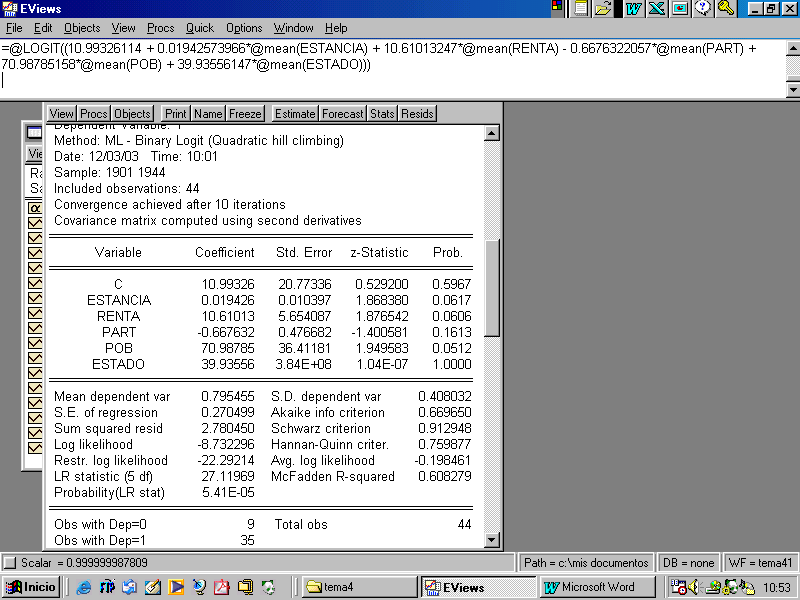 EViews
File Edit Objects View Procs Quick Options Window Help
=@LOGIT((10.99326114 + 0.01942573966*@mean(ESTANCIA) + 10.61013247*@mean(RENTA) - 0.6676322057*@mean(PART) +
70.98785158*@mean(POB) + 39.93556147*@mean(ESTADO)))
View Procs Objects Print Name Freeze Estimate Forecast Stats Resids
Dependent Variable: Y
Method: ML - Binary Logit (Quadratic hill climbing)
Date: 12/03/03 Time: 10:01
Sample: 1901 1944
Included observations: 44
Convergence achieved after 10 iterations
Covariance matrix computed using second derivatives
Variable Coefficient Std. Error z-Statistic Prob.
C 10.99326 20.77336 0.529200 0.5967
ESTANCIA 0.019426 0.010397 1.868380 0.0617
RENTA 10.61013 5.654087 1.876542 0.0606
PART -0.667632 0.476682 -1.400581 0.1613
POB 70.98785 36.41181 1.949583 0.0512
ESTADO 39.93556 3.84E+08 1.04E-07 1.0000
Mean dependent var 0.795455 S.D. dependent var 0.408032
S.E. of regression 0.270499 Akaike info criterion 0.669650
Sum squared resid 2.780450 Schwarz criterion 0.912948
Log likelihood -8.732296 Hannan-Quinn criter. 0.759877
Restr. log likelihood -22.29214 Avg. log likelihood -0.198461
LR statistic (5 df) 27.11969 McFadden R-squared 0.608279
Probability(LR stat) 5.41E-05
Obs with Dep=0 9 Total obs 44
Obs with Dep=1 35
Scalar = 0.999999987809 Path = c:\mis documentos DB = none WF = tema41
Inicio tema4 EViews Microsoft Word 10:53